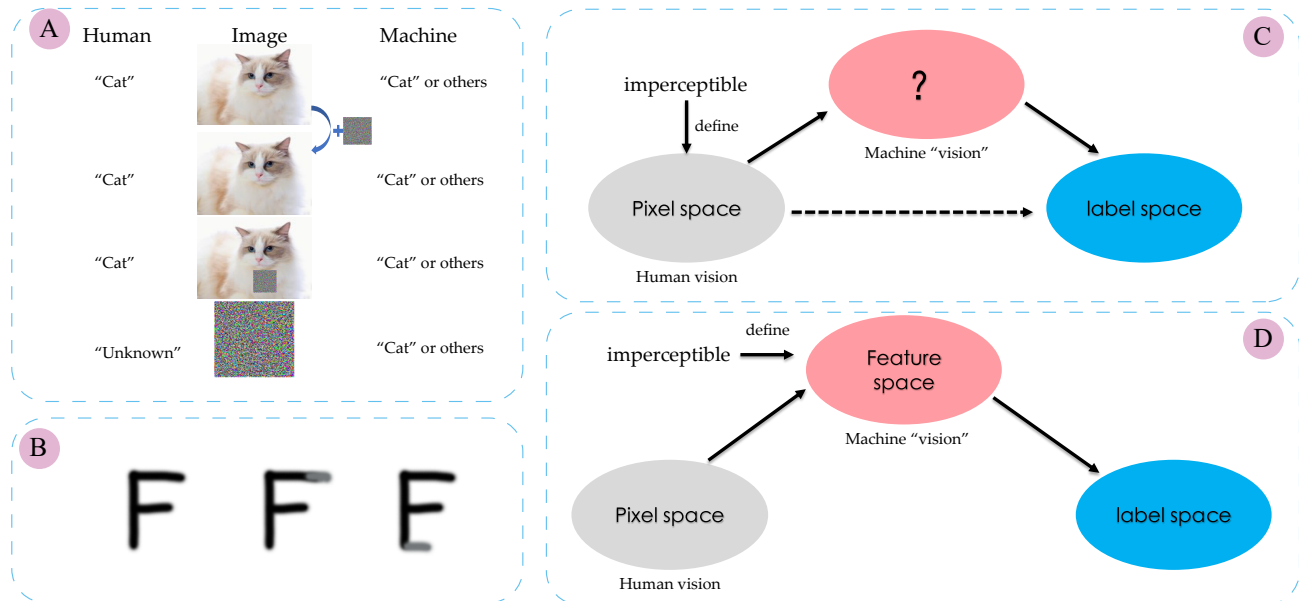 A
Human Image Machine
"Cat" "Cat" or others
+
"Cat" "Cat" or others
"Cat" "Cat" or others
"Unknown" "Cat" or others
B
F F E
C
imperceptible
define
?
Machine "vision"
Pixel space
label space
Human vision
D
define
imperceptible
Feature
space
Machine "vision"
Pixel space
label space
Human vision